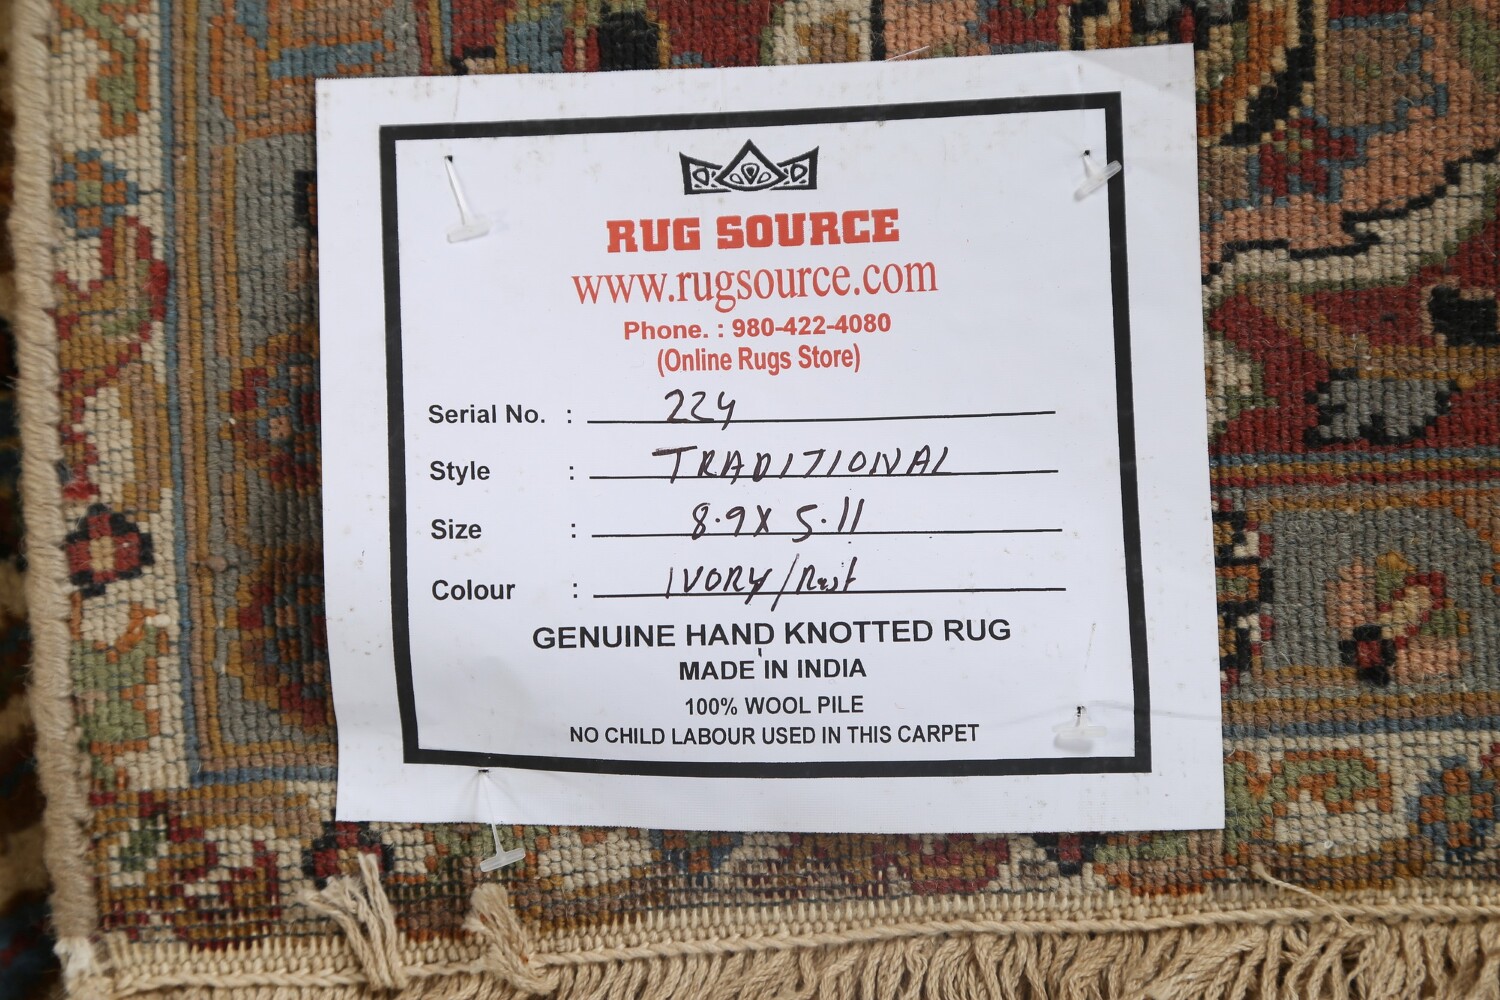 RUG SOURCE
www.rugsource.com
Phone. : 980-422-4080
(Online Rugs Store)
Serial No. : 224
Style : TRADITIONAL
Size : 8.9 X 5.11
Colour : IVORY/Rust
GENUINE HAND KNOTTED RUG
MADE IN INDIA
100% WOOL PILE
NO CHILD LABOUR USED IN THIS CARPET